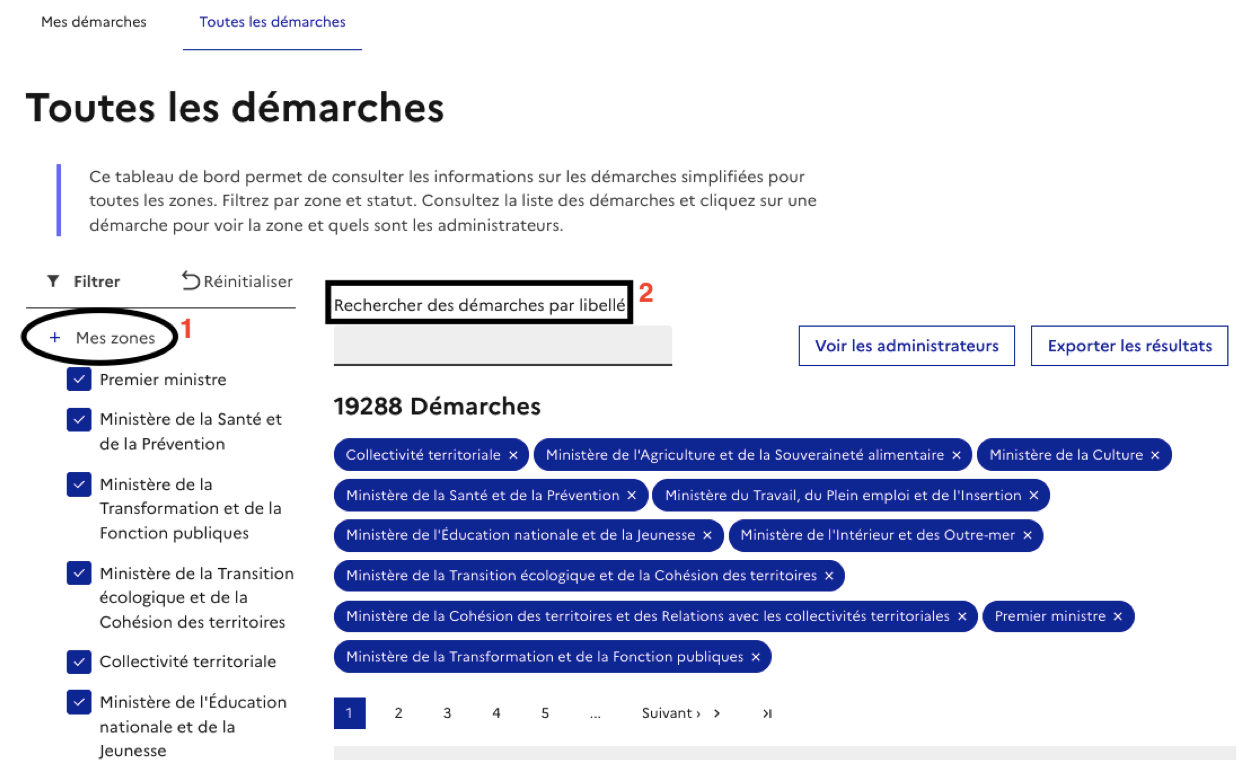 Mes démarches
Toutes les démarches
Toutes les démarches
Ce tableau de bord permet de consulter les informations sur les démarches simplifiées pour
toutes les zones. Filtrez par zone et statut. Consultez la liste des démarches et cliquez sur une
démarche pour voir la zone et quels sont les administrateurs.
Filtrer
Réinitialiser
+ Mes zones
1
Premier ministre
Ministère de la Santé et
de la Prévention
Ministère de la
Transformation et de la
Fonction publiques
Ministère de la Transition
écologique et de la
Cohésion des territoires
Collectivité territoriale
Ministère de l'Éducation
nationale et de la
Jeunesse
Rechercher des démarches par libellé
2
Voir les administrateurs
Exporter les résultats
19288 Démarches
Collectivité territoriale ×
Ministère de l'Agriculture et de la Souveraineté alimentaire ×
Ministère de la Culture ×
Ministère de la Santé et de la Prévention ×
Ministère du Travail, du Plein emploi et de l'Insertion ×
Ministère de l'Éducation nationale et de la Jeunesse ×
Ministère de l'Intérieur et des Outre-mer ×
Ministère de la Transition écologique et de la Cohésion des territoires ×
Ministère de la Cohésion des territoires et des Relations avec les collectivités territoriales ×
Premier ministre ×
Ministère de la Transformation et de la Fonction publiques ×
1 2 3 4 5 ... Suivant ›